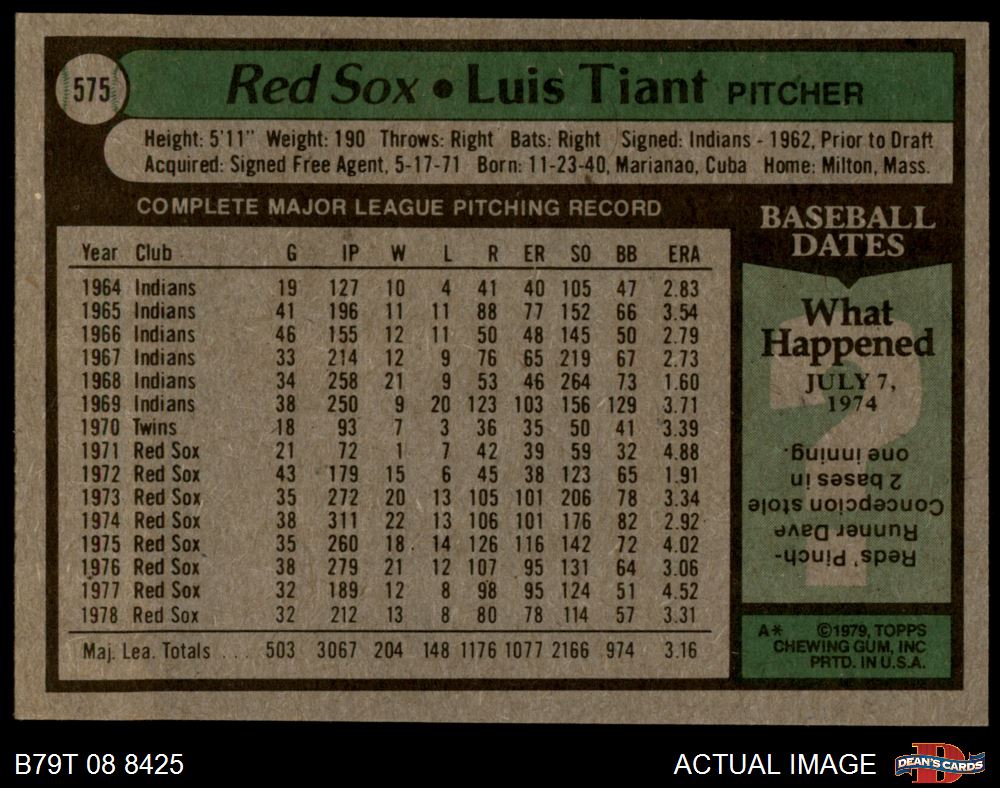 575
Red Sox • Luis Tiant PITCHER
Height: 5'11" Weight: 190 Throws: Right Bats: Right Signed: Indians - 1962, Prior to Draft
Acquired: Signed Free Agent, 5-17-71 Born: 11-23-40, Marianao, Cuba Home: Milton, Mass.
COMPLETE MAJOR LEAGUE PITCHING RECORD
Year Club G IP W L R ER SO BB ERA
1964 Indians 19 127 10 4 41 40 105 47 2.83
1965 Indians 41 196 11 11 88 77 152 66 3.54
1966 Indians 46 155 12 11 50 48 145 50 2.79
1967 Indians 33 214 12 9 76 65 219 67 2.73
1968 Indians 34 258 21 9 53 46 264 73 1.60
1969 Indians 38 250 9 20 123 103 156 129 3.71
1970 Twins 18 93 7 3 36 35 50 41 3.39
1971 Red Sox 21 72 1 7 42 39 59 32 4.88
1972 Red Sox 43 179 15 6 45 38 123 65 1.91
1973 Red Sox 35 272 20 13 105 101 206 78 3.34
1974 Red Sox 38 311 22 13 106 101 176 82 2.92
1975 Red Sox 35 260 18 14 126 116 142 72 4.02
1976 Red Sox 38 279 21 12 107 95 131 64 3.06
1977 Red Sox 32 189 12 8 98 95 124 51 4.52
1978 Red Sox 32 212 13 8 80 78 114 57 3.31
Maj. Lea. Totals ... 503 3067 204 148 1176 1077 2166 974 3.16
BASEBALL
DATES
What
Happened
JULY 7,
1974
?
Reds' Pinch-
Runner Dave
Concepcion stole
2 bases in
one inning.
A* ©1979, TOPPS
CHEWING GUM, INC
PRTD. IN U.S.A.
B79T 08 8425
ACTUAL IMAGE
D
DEAN'S CARDS